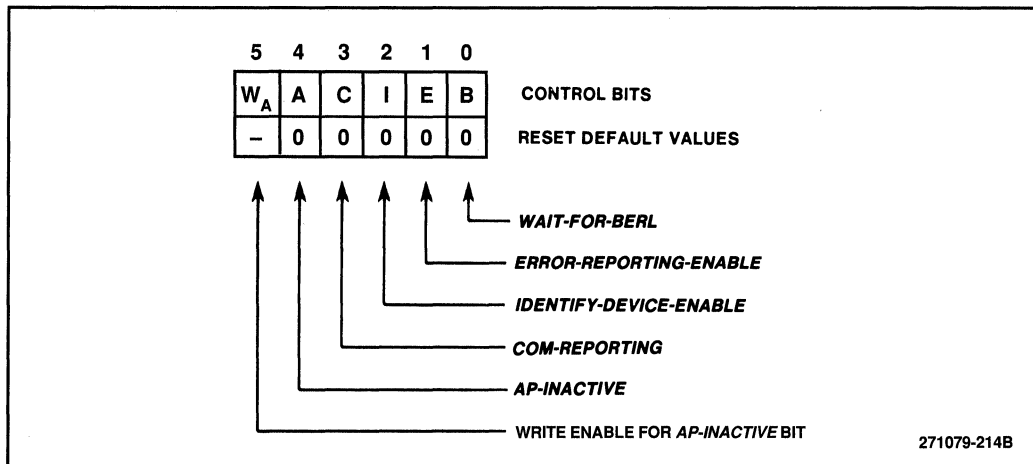 5 4 3 2 1 0
W_A A C I E B CONTROL BITS
– 0 0 0 0 0 RESET DEFAULT VALUES
WAIT-FOR-BERL
ERROR-REPORTING-ENABLE
IDENTIFY-DEVICE-ENABLE
COM-REPORTING
AP-INACTIVE
WRITE ENABLE FOR AP-INACTIVE BIT
271079-214B